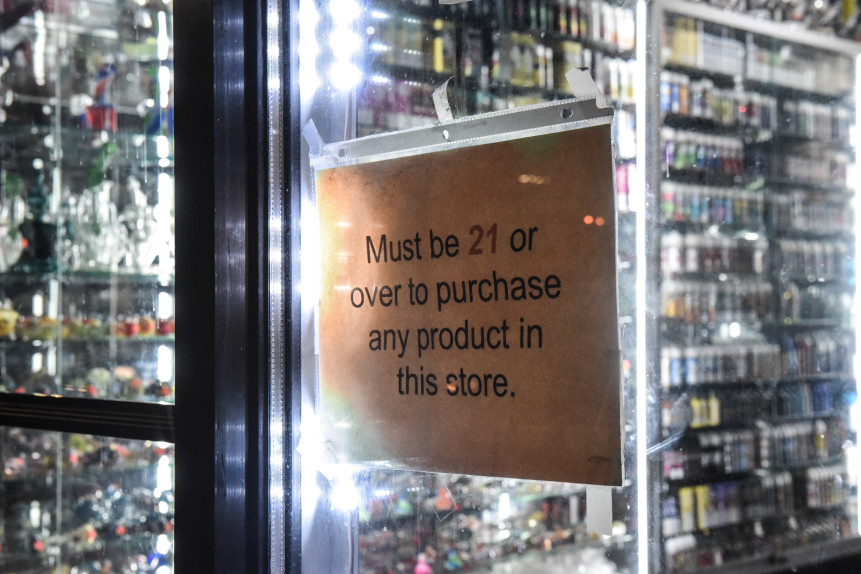 Must be 21 or
over to purchase
any product in
this store.